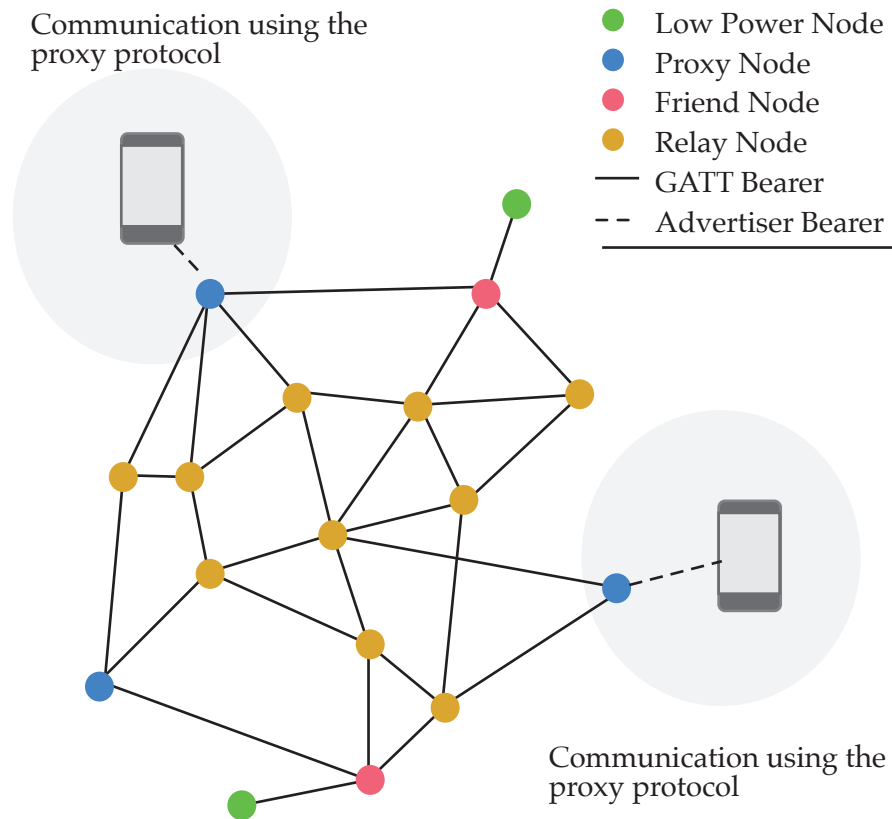 Communication using the
proxy protocol
Low Power Node
Proxy Node
Friend Node
Relay Node
GATT Bearer
Advertiser Bearer
Communication using the
proxy protocol